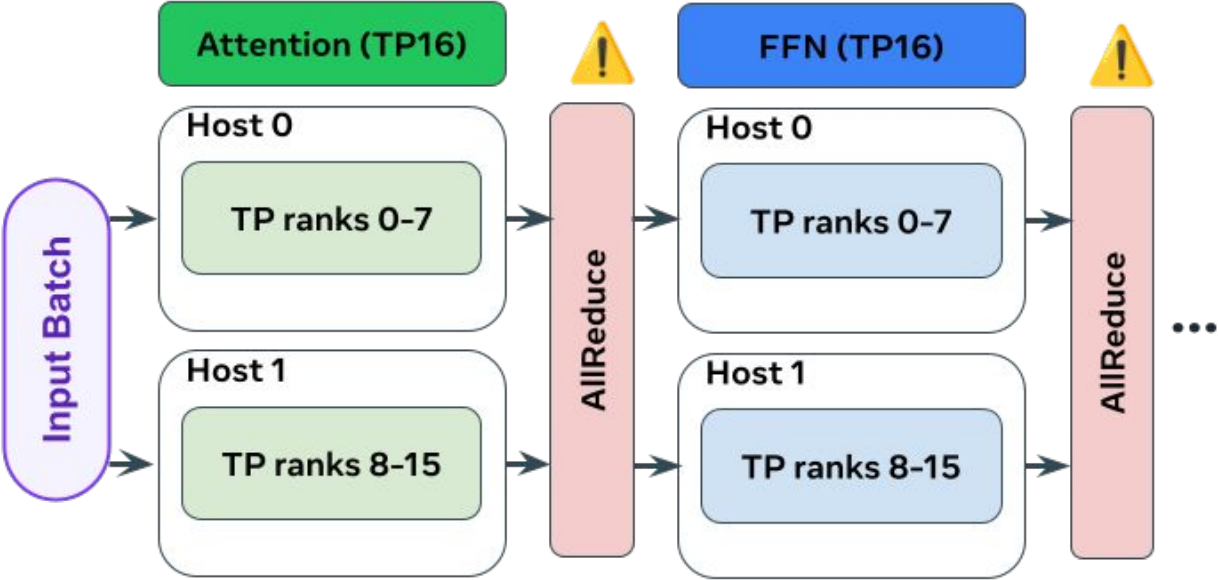 Attention (TP16)
FFN (TP16)
Input Batch
Host 0
TP ranks 0-7
Host 1
TP ranks 8-15
AllReduce
Host 0
TP ranks 0-7
Host 1
TP ranks 8-15
AllReduce
...